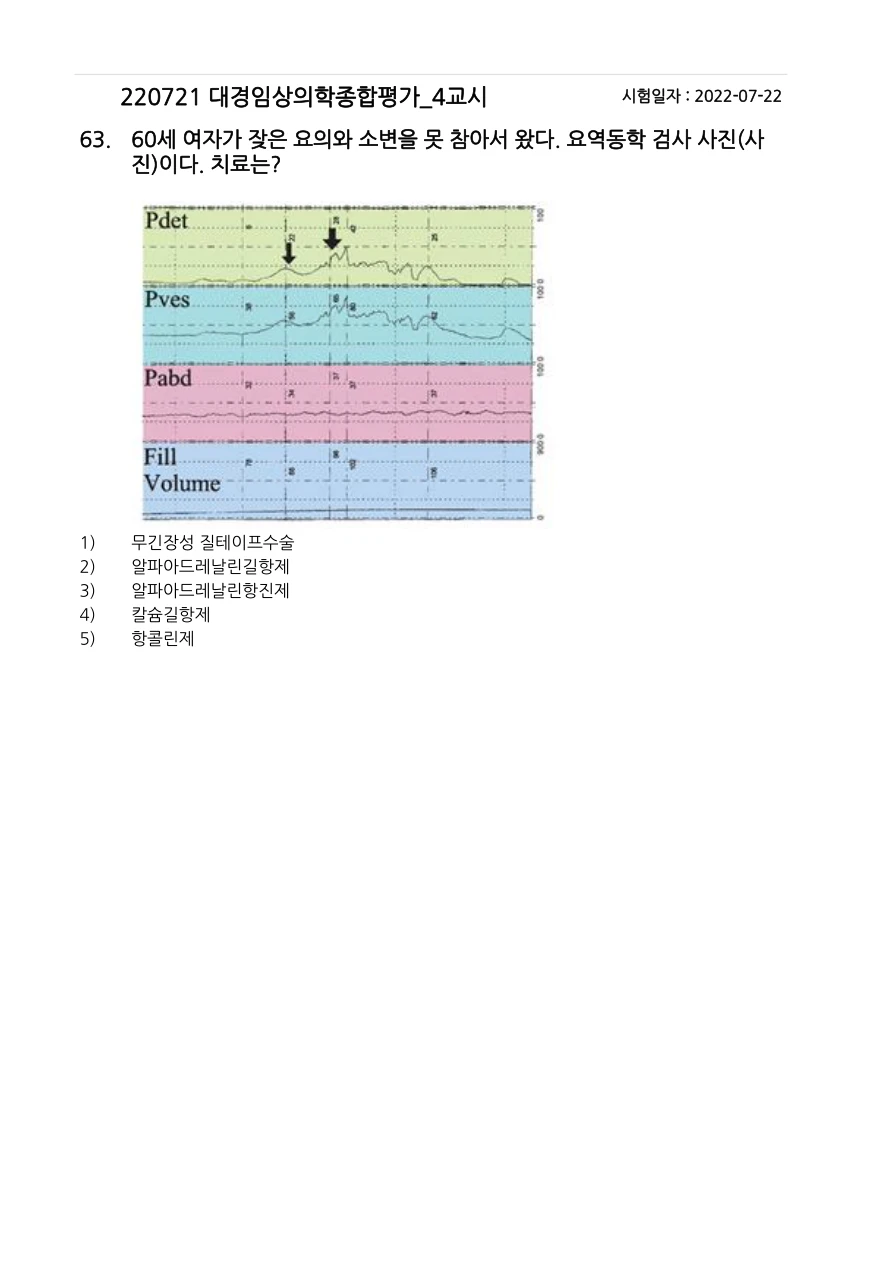 220721 대경임상의학종합평가_4교시 시험일자 : 2022-07-22
63. 60세 여자가 잦은 요의와 소변을 못 참아서 왔다. 요역동학 검사 사진(사
진)이다. 치료는?
Pdet
Pves
Pabd
Fill
Volume
1) 무긴장성 질테이프수술
2) 알파아드레날린길항제
3) 알파아드레날린항진제
4) 칼슘길항제
5) 항콜린제